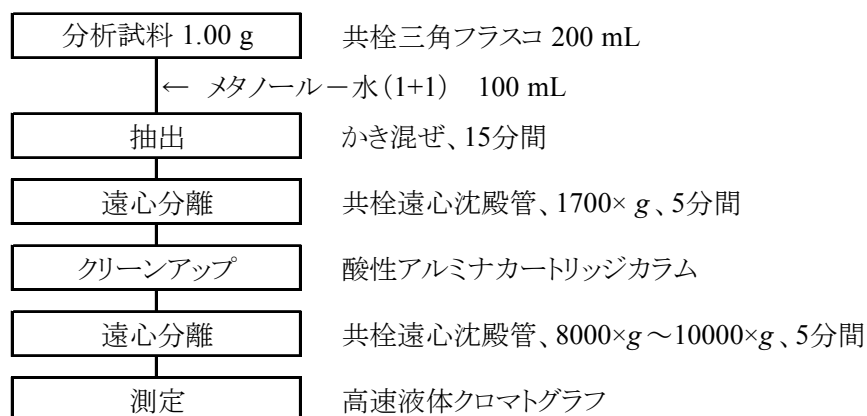 分析試料 1.00 g 共栓三角フラスコ 200 mL
← メタノール－水(1+1) 100 mL
抽出 かき混ぜ、15分間
遠心分離 共栓遠心沈殿管、1700× g、5分間
クリーンアップ 酸性アルミナカートリッジカラム
遠心分離 共栓遠心沈殿管、8000×g～10000×g、5分間
測定 高速液体クロマトグラフ